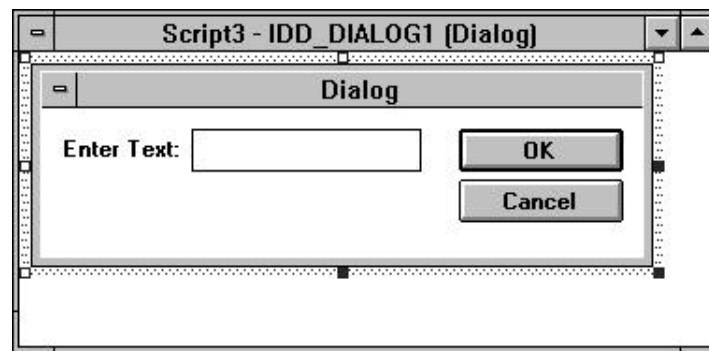 Script3 - IDD_DIALOG1 (Dialog)
Dialog
Enter Text:
OK
Cancel